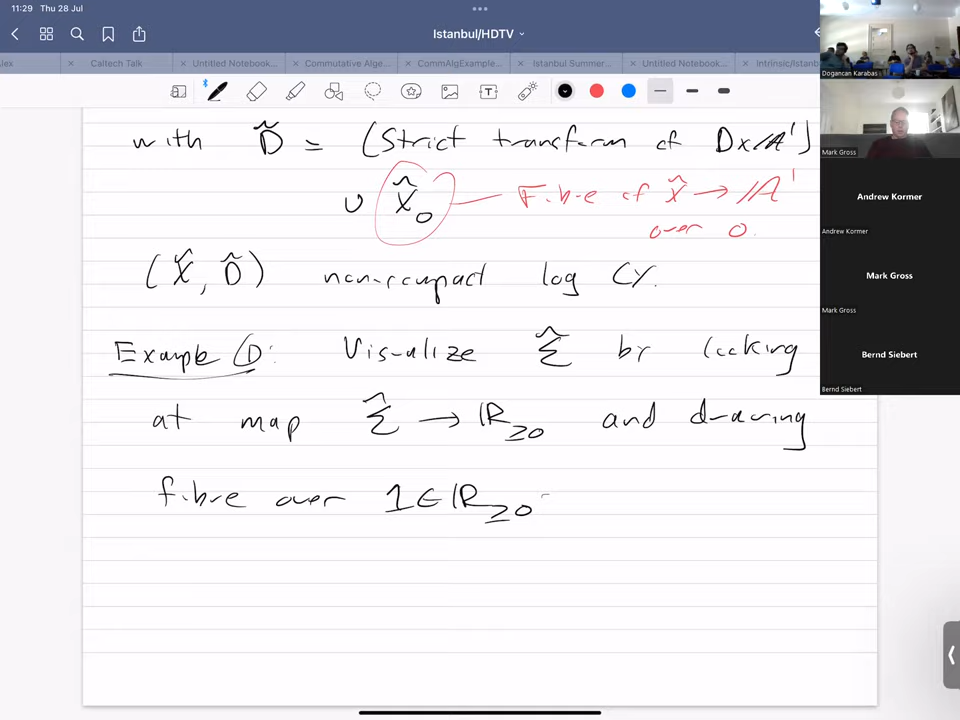 11:29 Thu 28 Jul
Istanbul/HDTV
Caltech Talk
Untitled Notebook...
Commutative Alge...
CommAlgExample...
Istanbul Summer...
Untitled Notebook...
Intrinsic/Istanb
with D̃ = (Strict transform of D×𝔸¹)
∪ X̃₀ — Fibre of X̃ → 𝔸¹
over 0.
(X̃, D̃) non-compact log CY.
Example ①: Visualize Σ̃ by looking
at map Σ̃ → ℝ≥0 and drawing
fibre over 1 ∈ ℝ≥0
Dogancan Karabas
Mark Gross
Andrew Kormer
Andrew Kormer
Mark Gross
Mark Gross
Bernd Siebert
Bernd Siebert